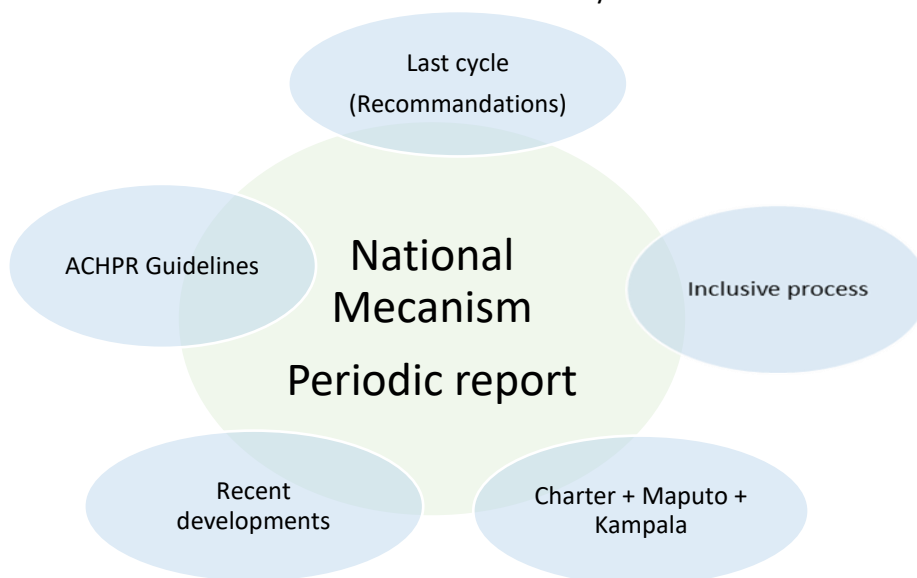 Last cycle
(Recommandations)
ACHPR Guidelines
National
Mecanism
Periodic report
Inclusive process
Recent
developments
Charter + Maputo +
Kampala